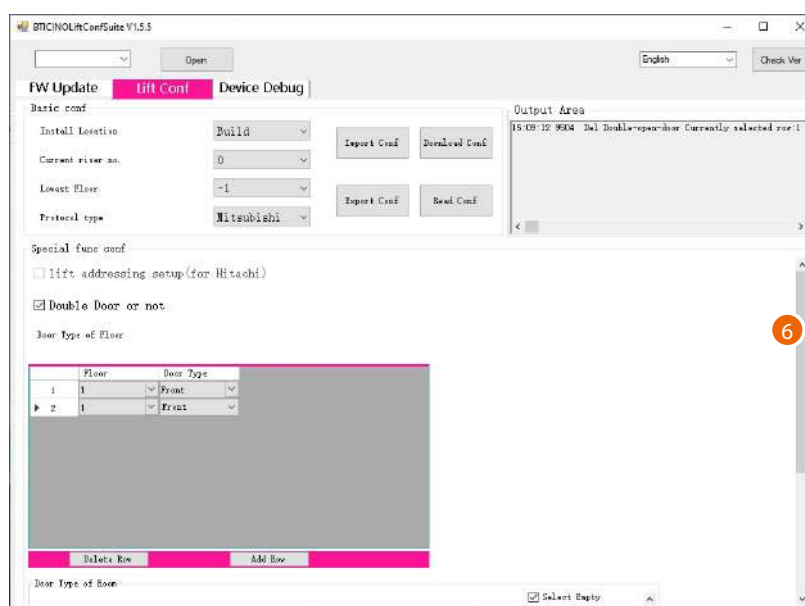 BTICINOLiftConfSuite V1.5.5
Open
English
Check Ver
FW Update
Lift Conf
Device Debug
Basic conf
Install Location
Build
Current riser no.
0
Lowest Floor
-1
Protocol type
Mitsubishi
Import Conf
Download Conf
Export Conf
Read Conf
Output Area
15:09:12 9504 Del Double-open-door Currently selected row:1
Special func conf
lift addressing setup(for Hitachi)
Double Door or not
Door Type of Floor
6
Floor Door Type
1 1 Front
2 1 Front
Delete Row
Add Row
Door Type of Room
Select Empty